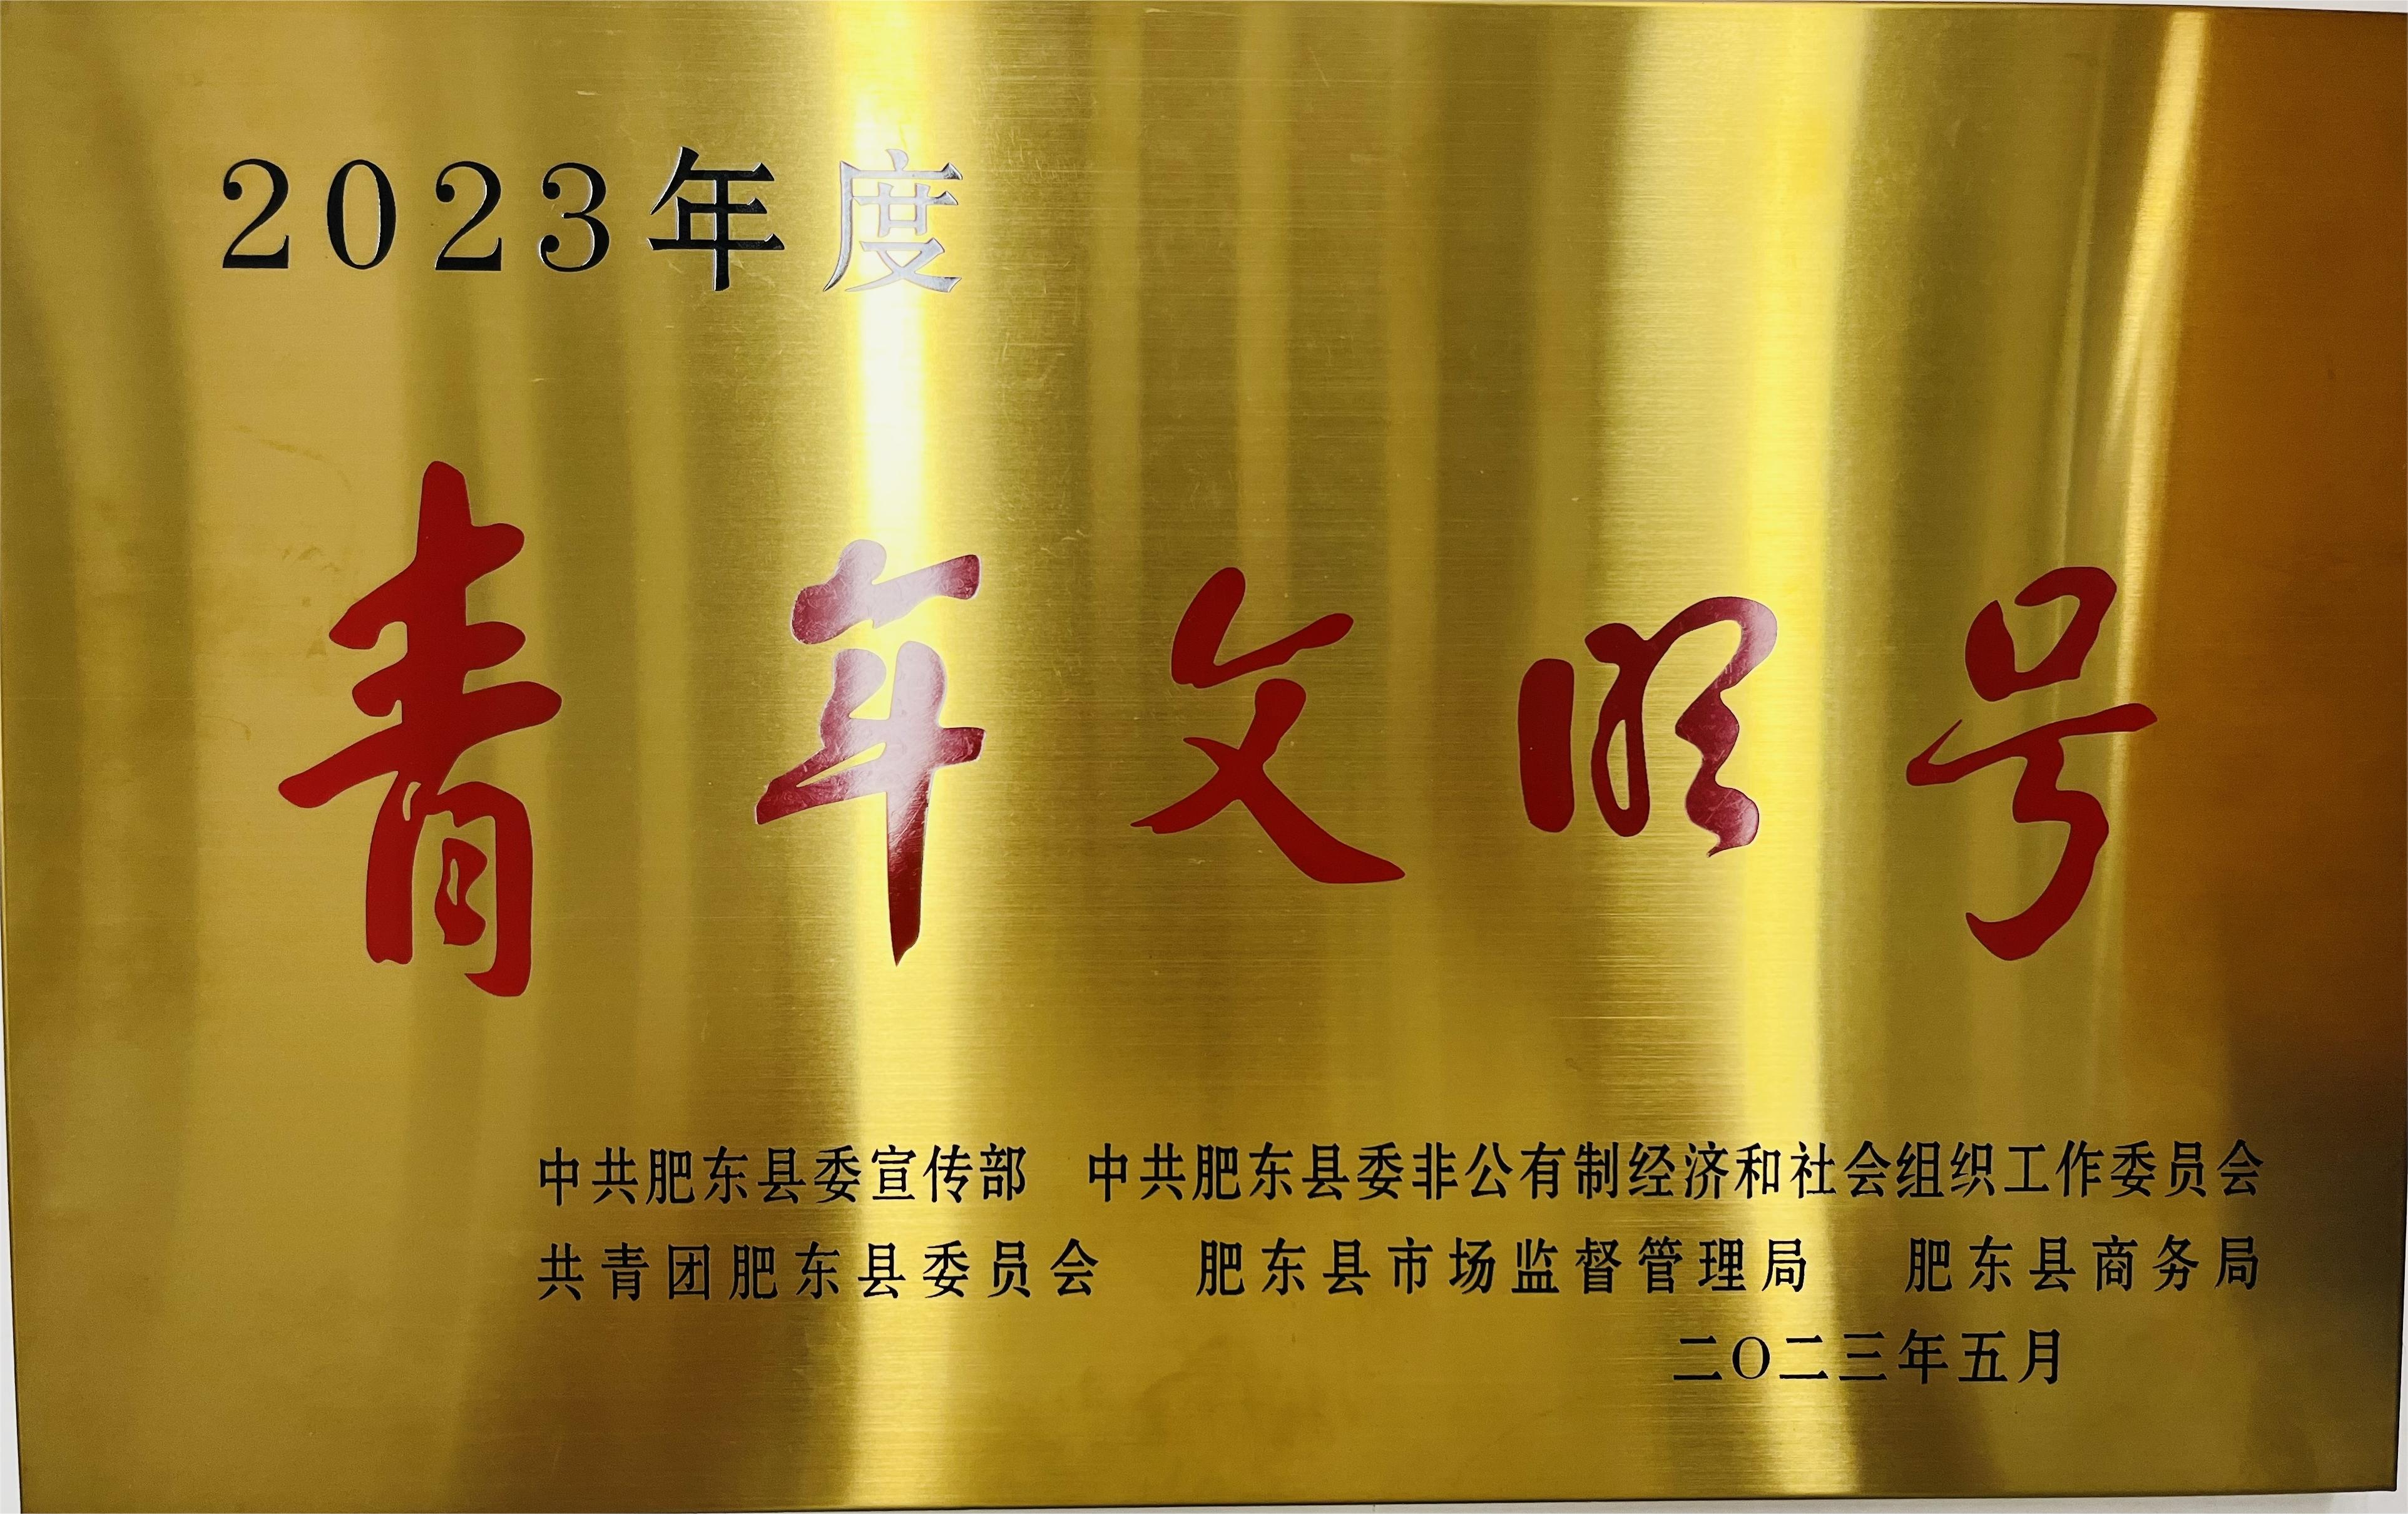 2023年度
青年文明号
中共肥东县委宣传部 中共肥东县委非公有制经济和社会组织工作委员会
共青团肥东县委员会 肥东县市场监督管理局 肥东县商务局
二〇二三年五月